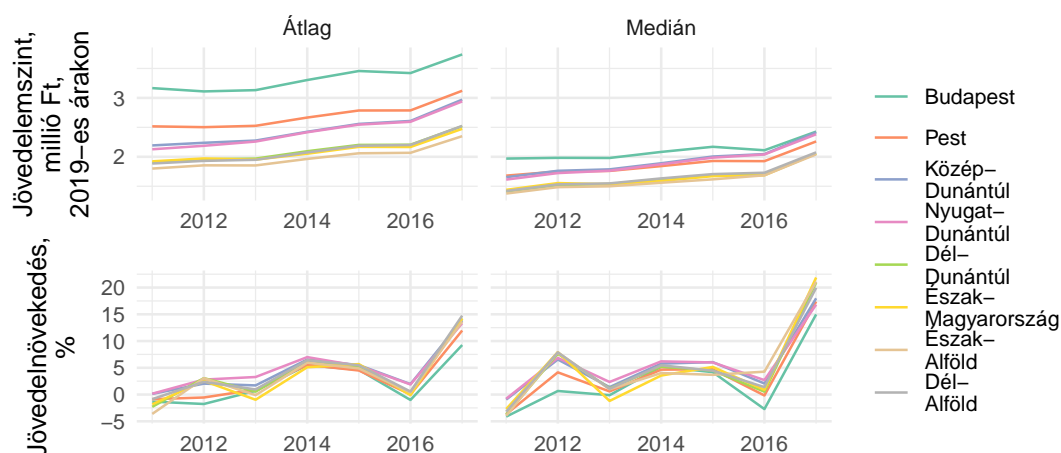 Átlag
Medián
Jövedelemszint,
millió Ft,
2019−es árakon
3
2
2012
2014
2016
2012
2014
2016
Jövedelnövekedés,
%
20
15
10
5
0
−5
2012
2014
2016
2012
2014
2016
Budapest
Pest
Közép−
Dunántúl
Nyugat−
Dunántúl
Dél−
Dunántúl
Észak−
Magyarország
Észak−
Alföld
Dél−
Alföld